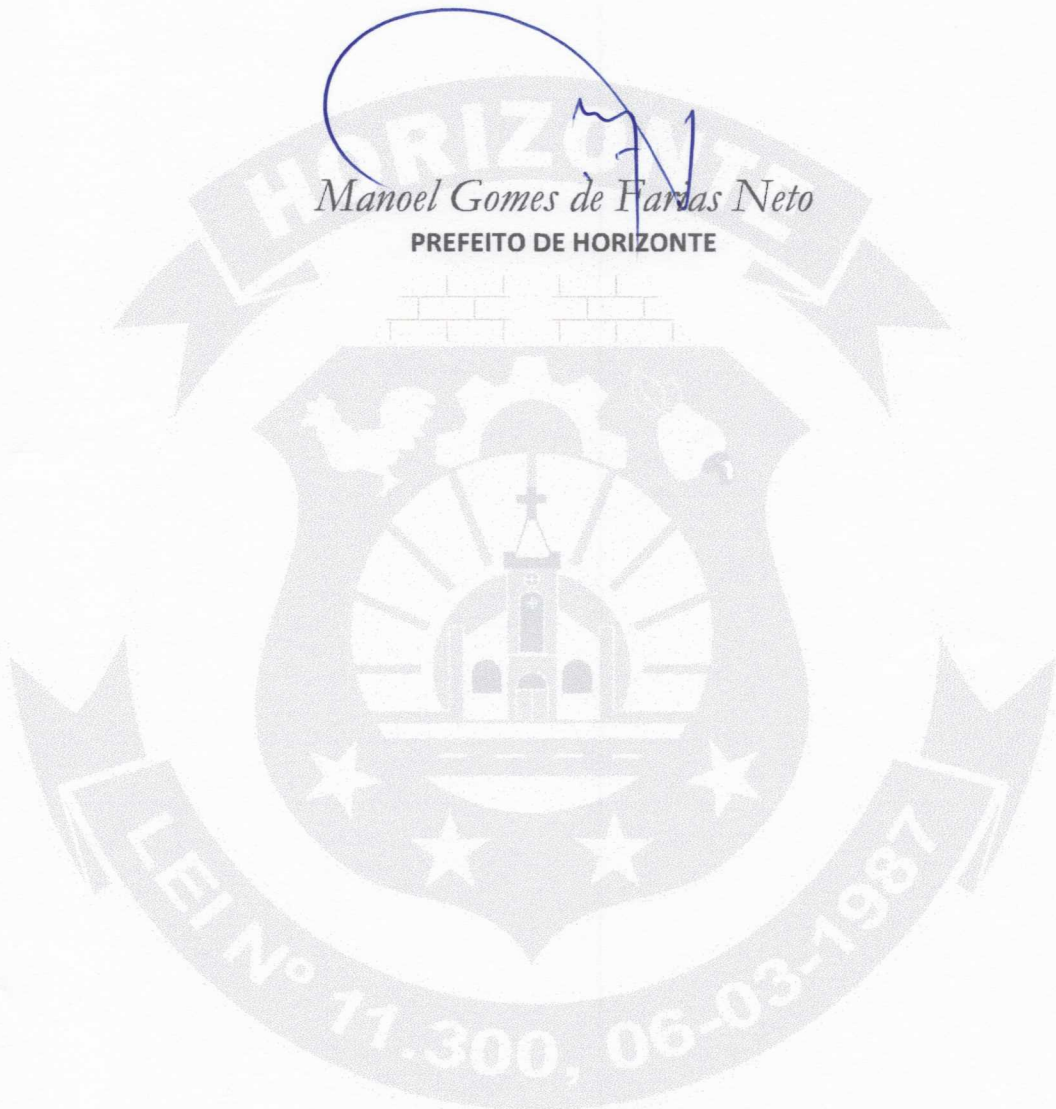 HORIZONTE
Manoel Gomes de Farias Neto
PREFEITO DE HORIZONTE
LEI Nº 11.300, 06-03-1987